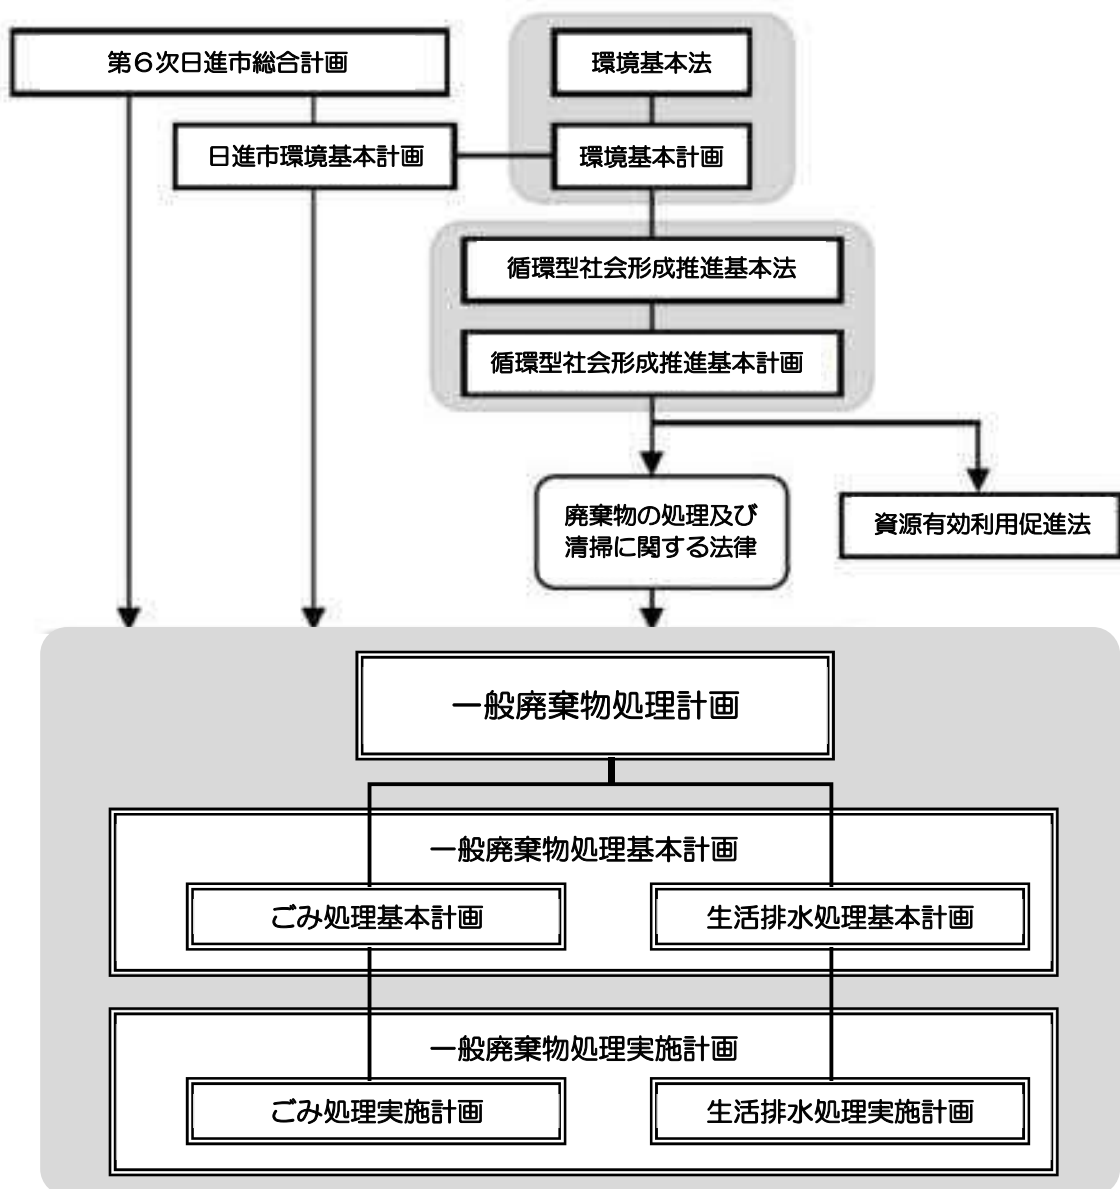 第6次日進市総合計画
環境基本法
日進市環境基本計画
環境基本計画
循環型社会形成推進基本法
循環型社会形成推進基本計画
廃棄物の処理及び
清掃に関する法律
資源有効利用促進法
一般廃棄物処理計画
一般廃棄物処理基本計画
ごみ処理基本計画
生活排水処理基本計画
一般廃棄物処理実施計画
ごみ処理実施計画
生活排水処理実施計画